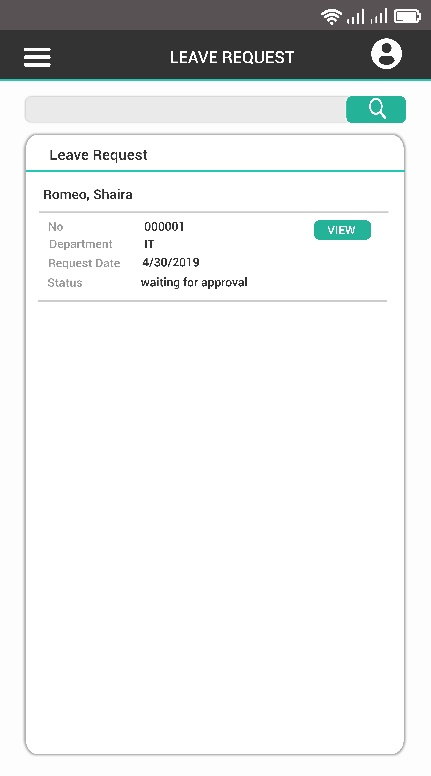 LEAVE REQUEST
Leave Request
Romeo, Shaira
No 000001
VIEW
Department IT
Request Date 4/30/2019
Status waiting for approval